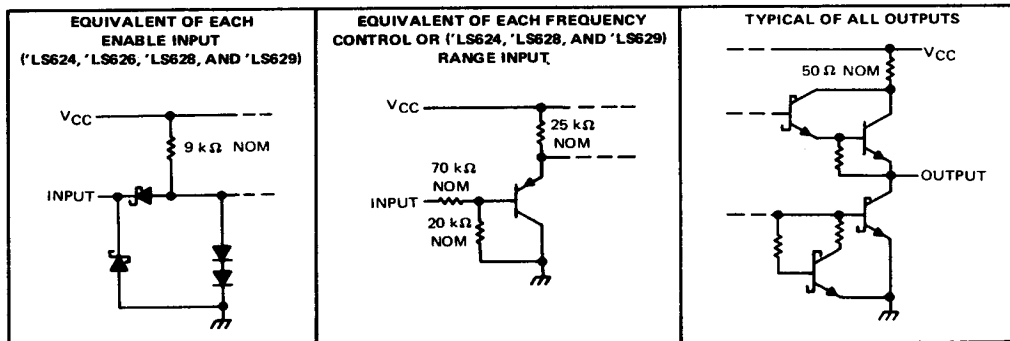 EQUIVALENT OF EACH
ENABLE INPUT
('LS624, 'LS626, 'LS628, AND 'LS629)
VCC
9 kΩ NOM
INPUT
EQUIVALENT OF EACH FREQUENCY
CONTROL OR ('LS624, 'LS628, AND 'LS629)
RANGE INPUT
VCC
25 kΩ
NOM
70 kΩ
NOM
INPUT
20 kΩ
NOM
TYPICAL OF ALL OUTPUTS
VCC
50 Ω NOM
OUTPUT